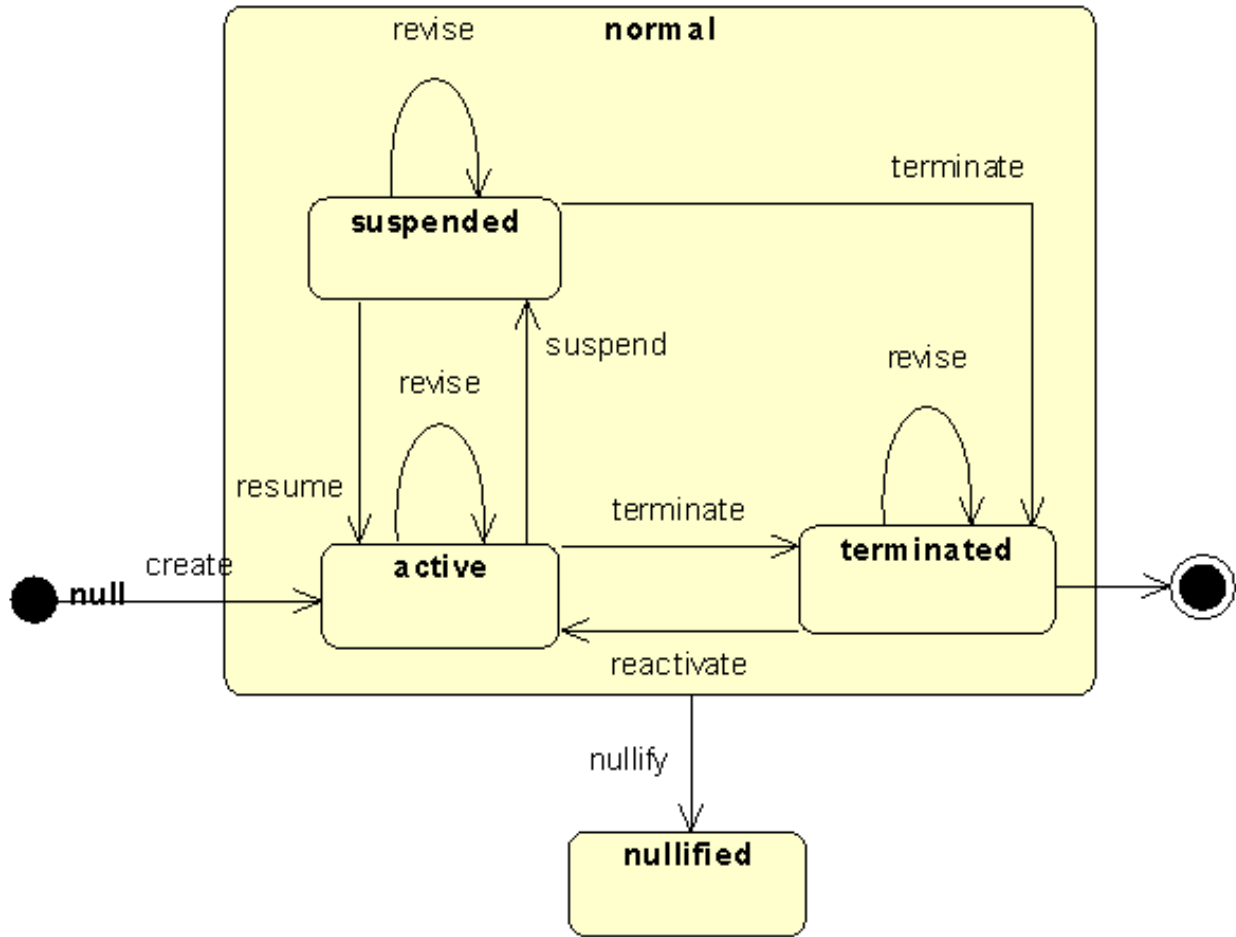 revise
normal
terminate
suspended
suspend
revise
revise
resume
terminate
terminated
create
active
null
reactivate
nullify
nullified